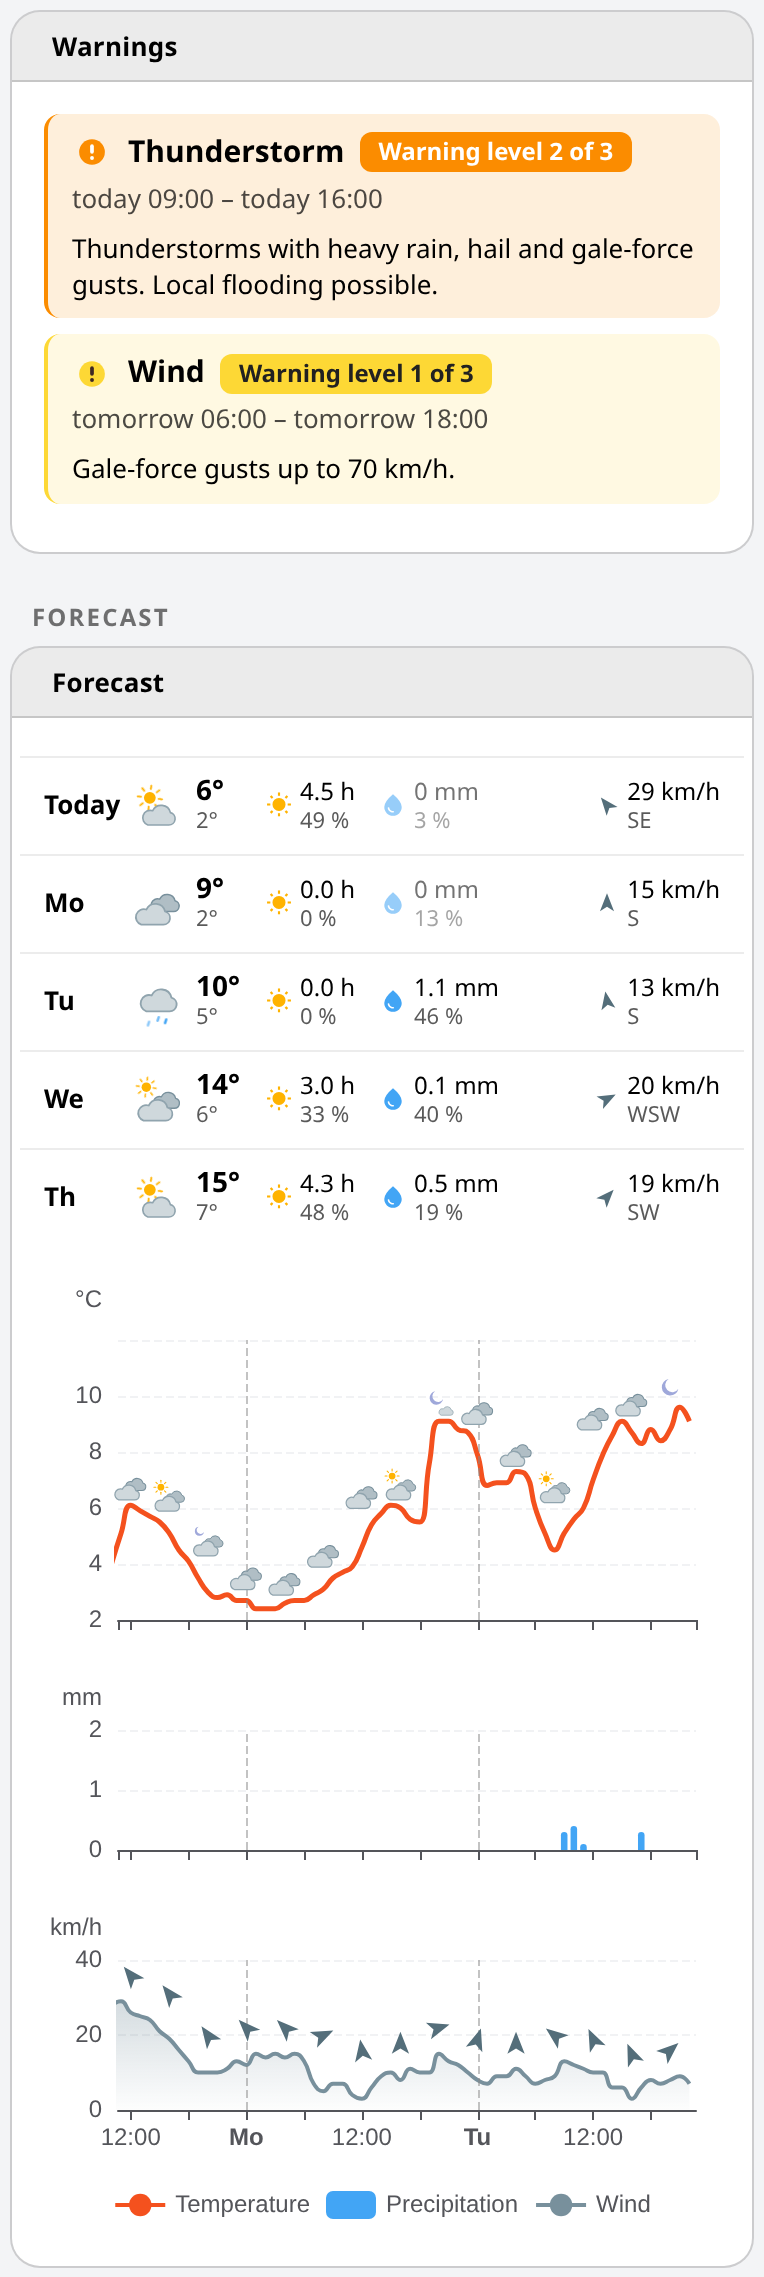 Warnings
Thunderstorm Warning level 2 of 3
today 09:00 – today 16:00
Thunderstorms with heavy rain, hail and gale-force
gusts. Local flooding possible.
Wind Warning level 1 of 3
tomorrow 06:00 – tomorrow 18:00
Gale-force gusts up to 70 km/h.
FORECAST
Forecast
Today 6° 4.5 h 0 mm 29 km/h
2° 49 % 3 % SE
Mo 9° 0.0 h 0 mm 15 km/h
2° 0 % 13 % S
Tu 10° 0.0 h 1.1 mm 13 km/h
5° 0 % 46 % S
We 14° 3.0 h 0.1 mm 20 km/h
6° 33 % 40 % WSW
Th 15° 4.3 h 0.5 mm 19 km/h
7° 48 % 19 % SW
°C
10
8
6
4
2
mm
2
1
0
km/h
40
20
0
12:00 Mo 12:00 Tu 12:00
Temperature Precipitation Wind